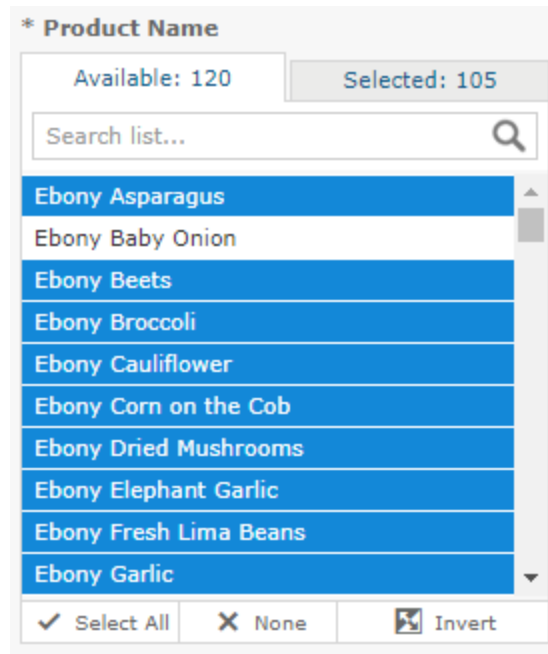 * Product Name
Available: 120 Selected: 105
Search list...
Ebony Asparagus
Ebony Baby Onion
Ebony Beets
Ebony Broccoli
Ebony Cauliflower
Ebony Corn on the Cob
Ebony Dried Mushrooms
Ebony Elephant Garlic
Ebony Fresh Lima Beans
Ebony Garlic
Select All None Invert